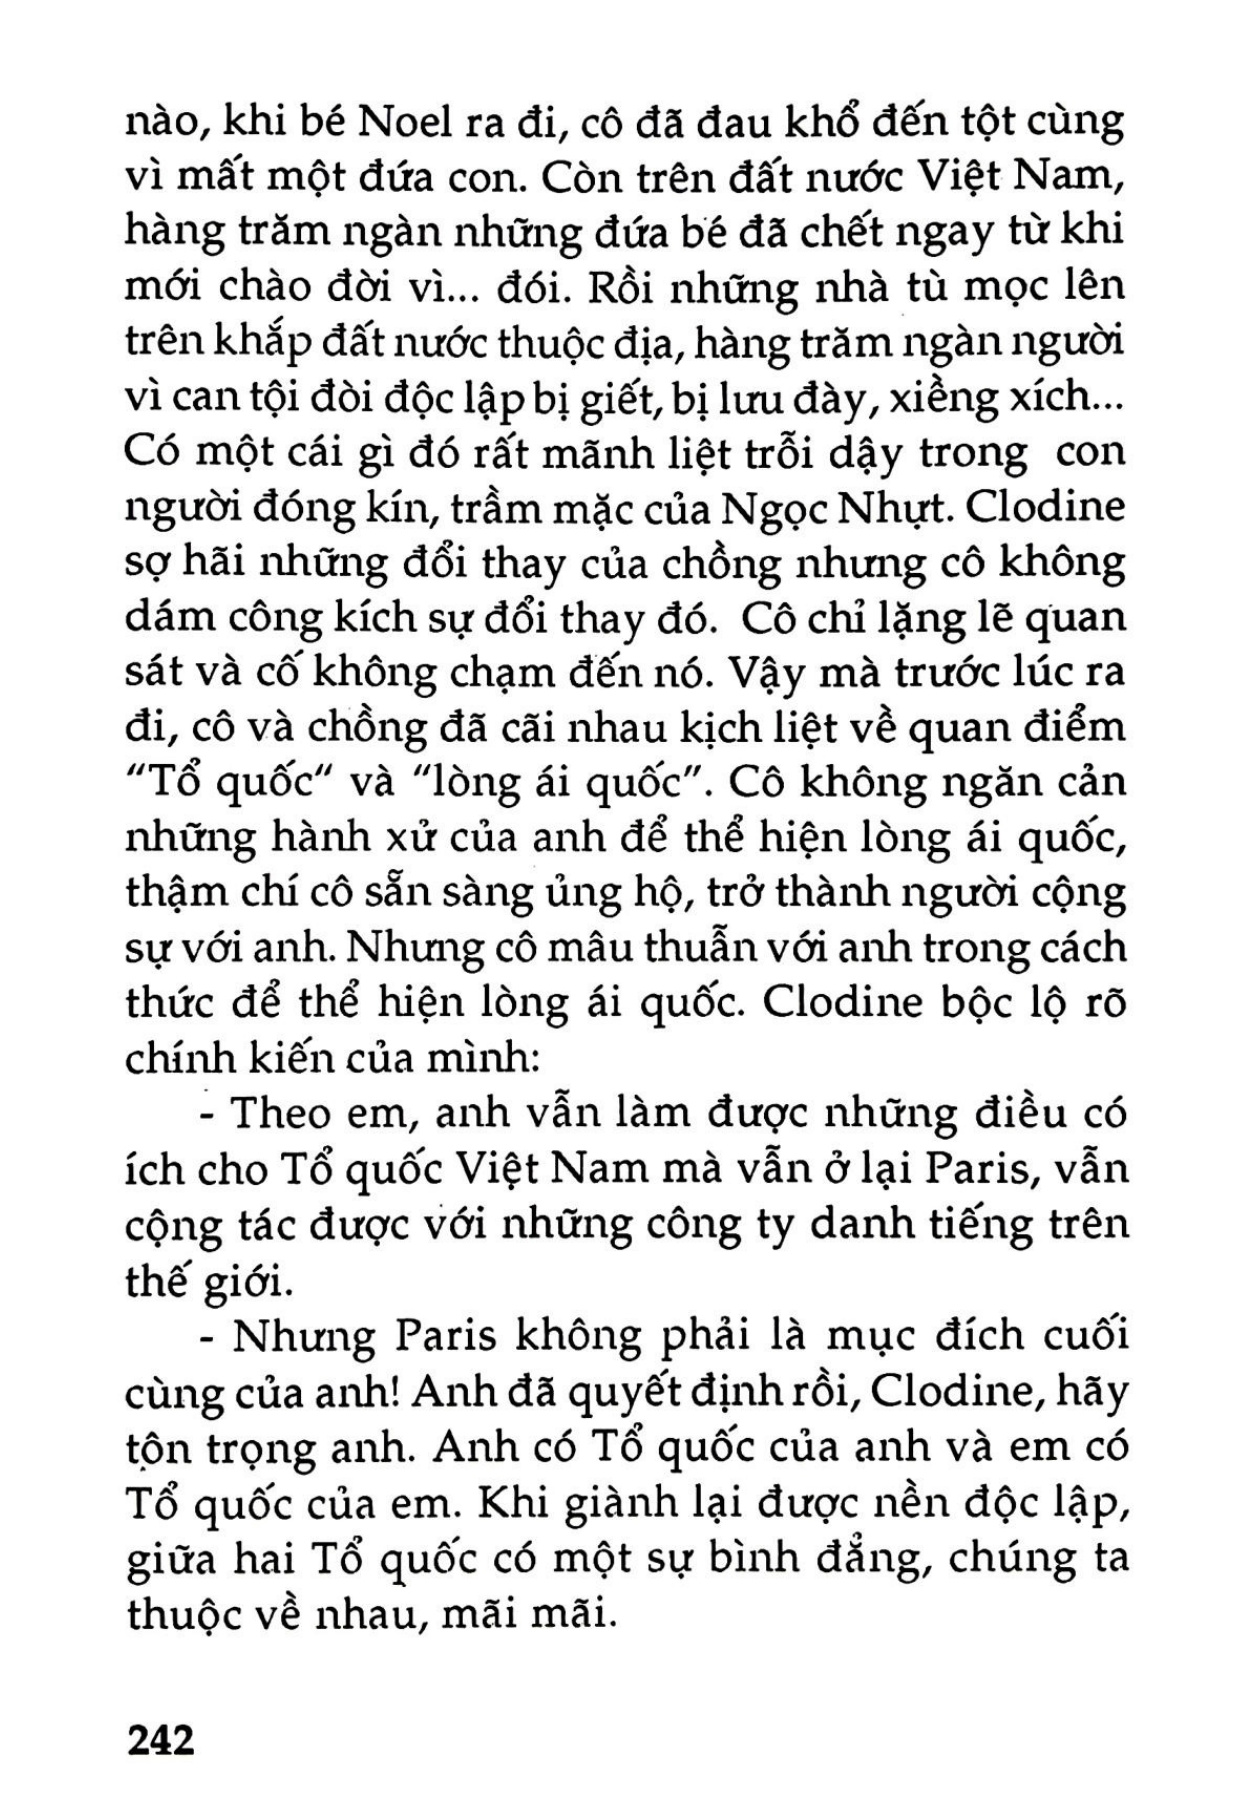 nào, khi bé Noel ra đi, cô đã đau khổ đến tột cùng
vì mất một đứa con. Còn trên đất nước Việt Nam,
hàng trăm ngàn những đứa bé đã chết ngay từ khi
mới chào đời vì... đói. Rồi những nhà tù mọc lên
trên khắp đất nước thuộc địa, hàng trăm ngàn người
vì can tội đòi độc lập bị giết, bị lưu đày, xiềng xích...
Có một cái gì đó rất mãnh liệt trỗi dậy trong con
người đóng kín, trầm mặc của Ngọc Nhựt. Clodine
sợ hãi những đổi thay của chồng nhưng cô không
dám công kích sự đổi thay đó. Cô chỉ lặng lẽ quan
sát và cố không chạm đến nó. Vậy mà trước lúc ra
đi, cô và chồng đã cãi nhau kịch liệt về quan điểm
"Tổ quốc" và "lòng ái quốc". Cô không ngăn cản
những hành xử của anh để thể hiện lòng ái quốc,
thậm chí cô sẵn sàng ủng hộ, trở thành người cộng
sự với anh. Nhưng cô mâu thuẫn với anh trong cách
thức để thể hiện lòng ái quốc. Clodine bộc lộ rõ
chính kiến của mình:
- Theo em, anh vẫn làm được những điều có
ích cho Tổ quốc Việt Nam mà vẫn ở lại Paris, vẫn
cộng tác được với những công ty danh tiếng trên
thế giới.
- Nhưng Paris không phải là mục đích cuối
cùng của anh! Anh đã quyết định rồi, Clodine, hãy
tôn trọng anh. Anh có Tổ quốc của anh và em có
Tổ quốc của em. Khi giành lại được nền độc lập,
giữa hai Tổ quốc có một sự bình đẳng, chúng ta
thuộc về nhau, mãi mãi.
242